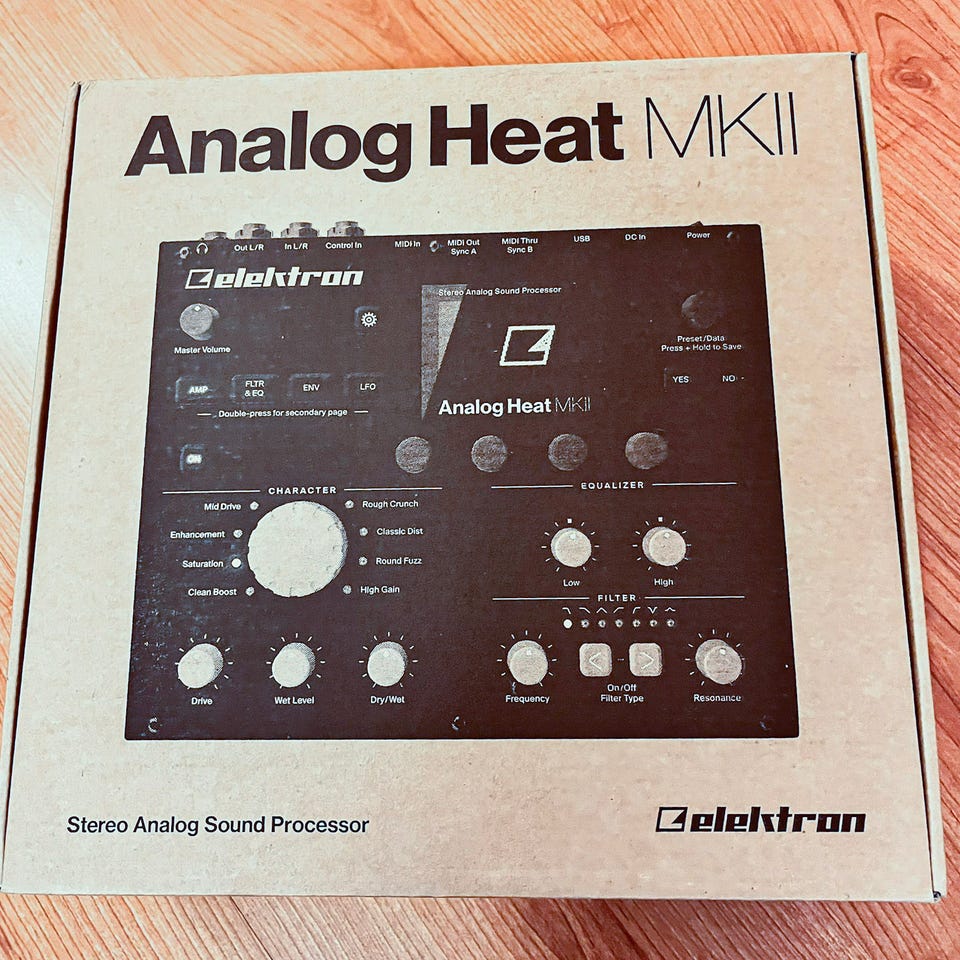 Analog Heat MKII
Out L/R
In L/R
Control In
MIDI In
MIDI Out
Sync A
MIDI Thru
Sync B
USB
DC In
Power
elektron
Stereo Analog Sound Processor
Master Volume
Preset/Data
Press + Hold to Save
AMP
FLTR
& EQ
ENV
LFO
YES
NO
Double-press for secondary page
Analog Heat MKII
ON
CHARACTER
Mid Drive
Rough Crunch
Enhancement
Classic Dist
Saturation
Round Fuzz
Clean Boost
High Gain
EQUALIZER
Low
High
FILTER
Drive
Wet Level
Dry/Wet
Frequency
On/Off
Filter Type
Resonance
Stereo Analog Sound Processor
elektron